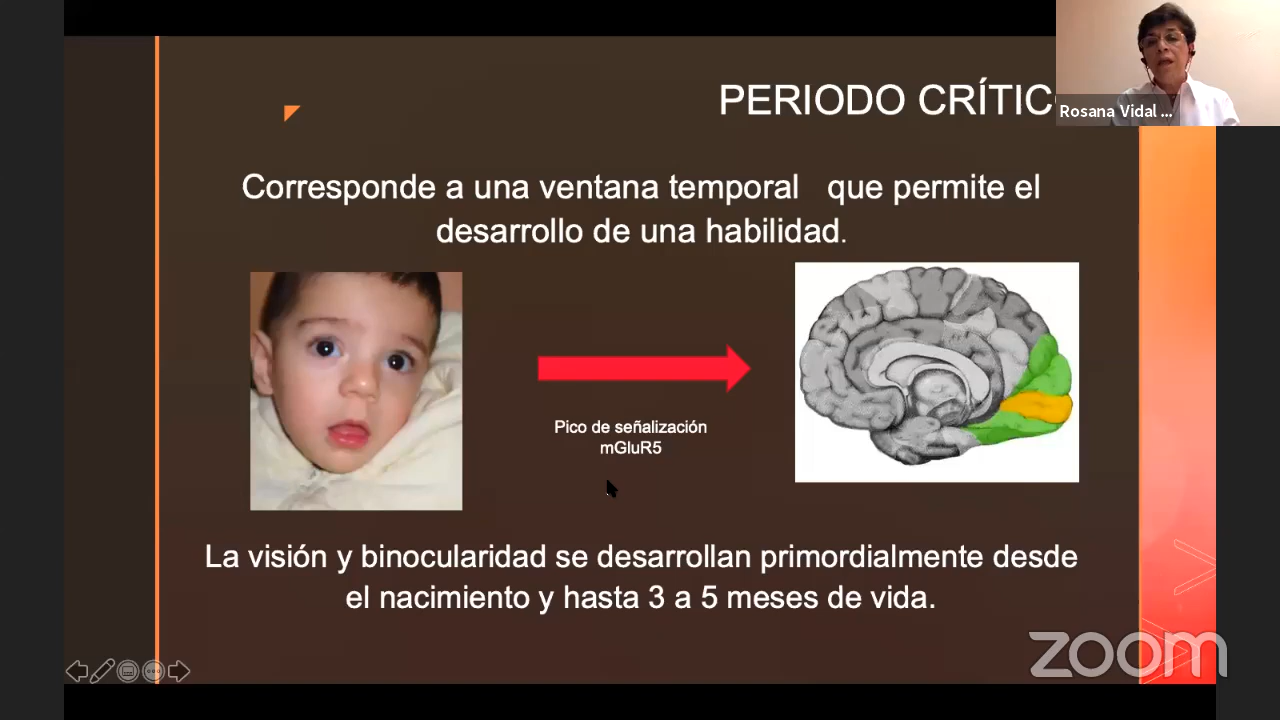 PERIODO CRÍTIC
Rosana Vidal ...
Corresponde a una ventana temporal que permite el
desarrollo de una habilidad.
Pico de señalización
mGluR5
La visión y binocularidad se desarrollan primordialmente desde
el nacimiento y hasta 3 a 5 meses de vida.
zoom